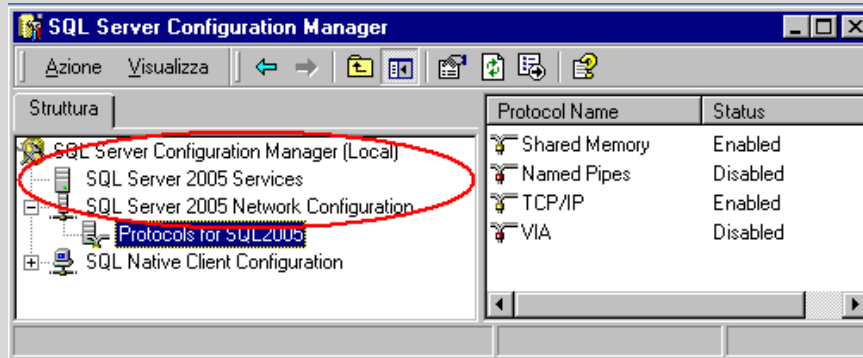 SQL Server Configuration Manager
Azione Visualizza
Struttura
SQL Server Configuration Manager (Local)
SQL Server 2005 Services
SQL Server 2005 Network Configuration
Protocols for SQL2005
SQL Native Client Configuration
Protocol Name Status
Shared Memory Enabled
Named Pipes Disabled
TCP/IP Enabled
VIA Disabled